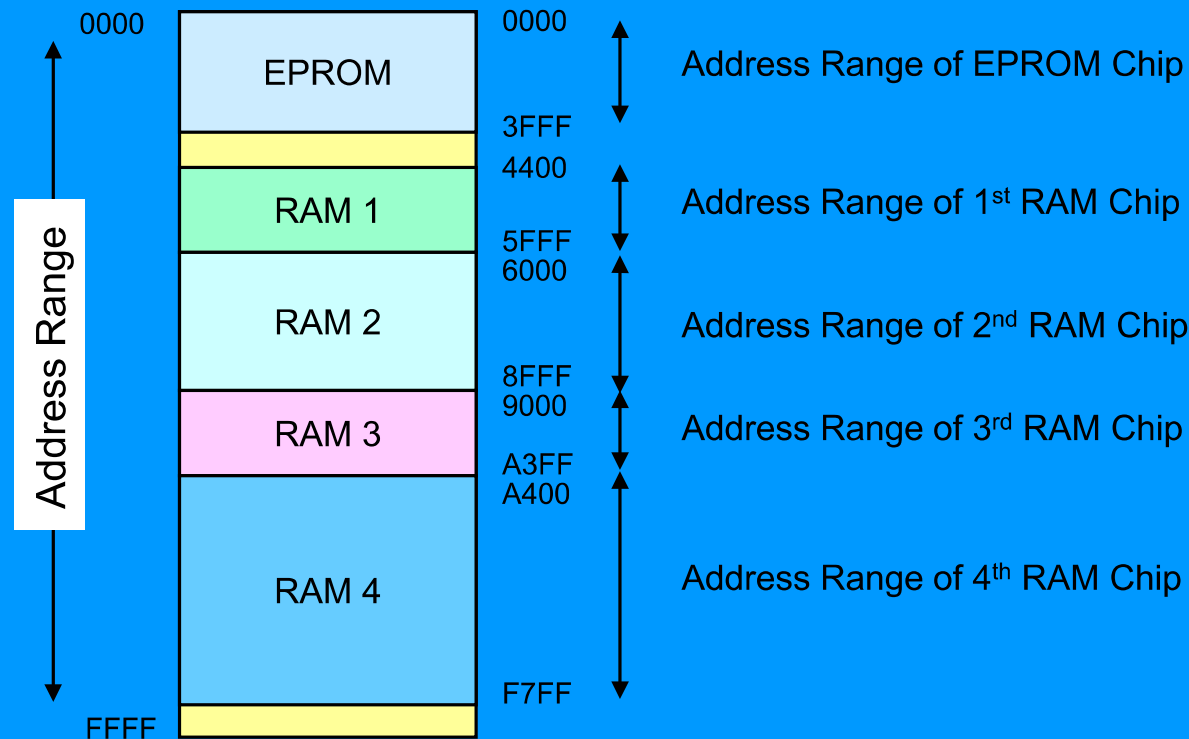 0000
0000
EPROM
Address Range of EPROM Chip
3FFF
4400
RAM 1
Address Range of 1st RAM Chip
5FFF
6000
Address Range
RAM 2
Address Range of 2nd RAM Chip
8FFF
9000
RAM 3
Address Range of 3rd RAM Chip
A3FF
A400
RAM 4
Address Range of 4th RAM Chip
F7FF
FFFF